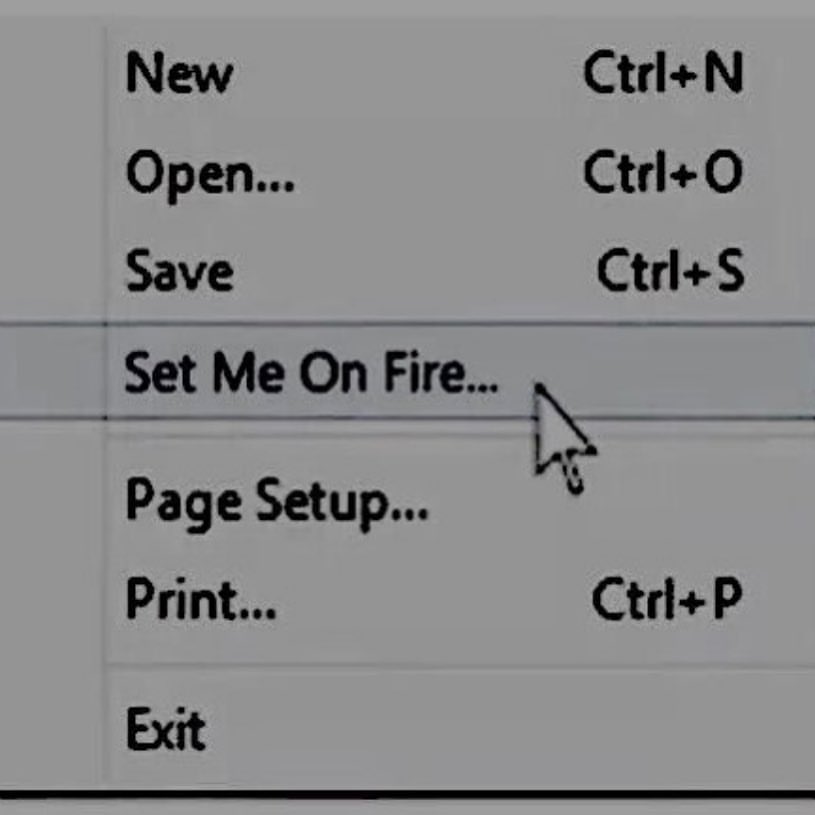 New Ctrl+N
Open... Ctrl+O
Save Ctrl+S
Set Me On Fire...
Page Setup...
Print... Ctrl+P
Exit